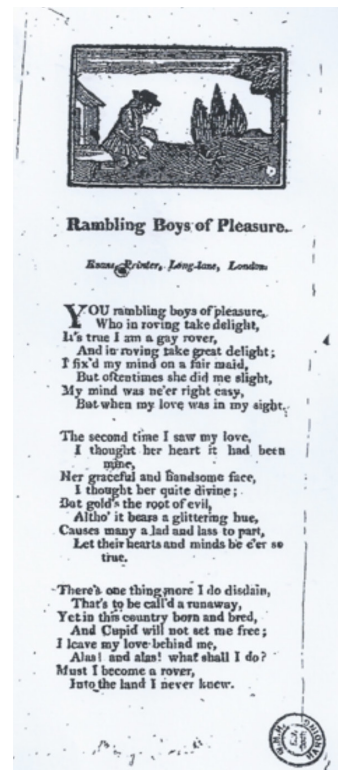 Rambling Boys of Pleasure.
Evans, Printer, Long-lane, London.
YOU rambling boys of pleasure,
Who in roving take delight,
It's true I am a gay rover,
And in roving take great delight;
I fix'd my mind on a fair maid,
But oftentimes she did me slight,
My mind was ne'er right easy,
But when my love was in my sight.
The second time I saw my love,
I thought her heart it had been
mine,
Her graceful and handsome face,
I thought her quite divine;
But gold's the root of evil,
Altho' it bears a glittering hue,
Causes many a lad and lass to part,
Let their hearts and minds be e'er so
true.
There's one thing more I do disdain,
That's to be call'd a runaway,
Yet in this country born and bred,
And Cupid will not set me free;
I leave my love behind me,
Alas! and alas! what shall I do?
Must I become a rover,
Into the land I never knew.